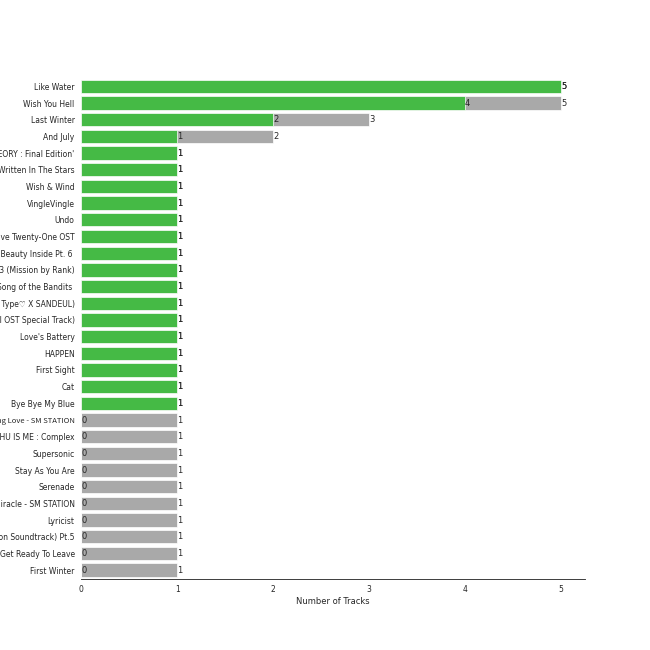 Like Water 5
Wish You Hell 4 5
Last Winter 2 3
And July 1 2
EORY : Final Edition' 1
Written In The Stars 1
Wish & Wind 1
VingleVingle 1
Undo 1
ve Twenty-One OST 1
Beauty Inside Pt. 6 1
3 (Mission by Rank) 1
Song of the Bandits 1
Type♡ X SANDEUL) 1
l OST Special Track) 1
Love's Battery 1
HAPPEN 1
First Sight 1
Cat 1
Bye Bye My Blue 1
g Love - SM STATION 0 1
HU IS ME : Complex 0 1
Supersonic 0 1
Stay As You Are 0 1
Serenade 0 1
iracle - SM STATION 0 1
Lyricist 0 1
on Soundtrack) Pt.5 0 1
Get Ready To Leave 0 1
First Winter 0 1
0 1 2 3 4 5
Number of Tracks